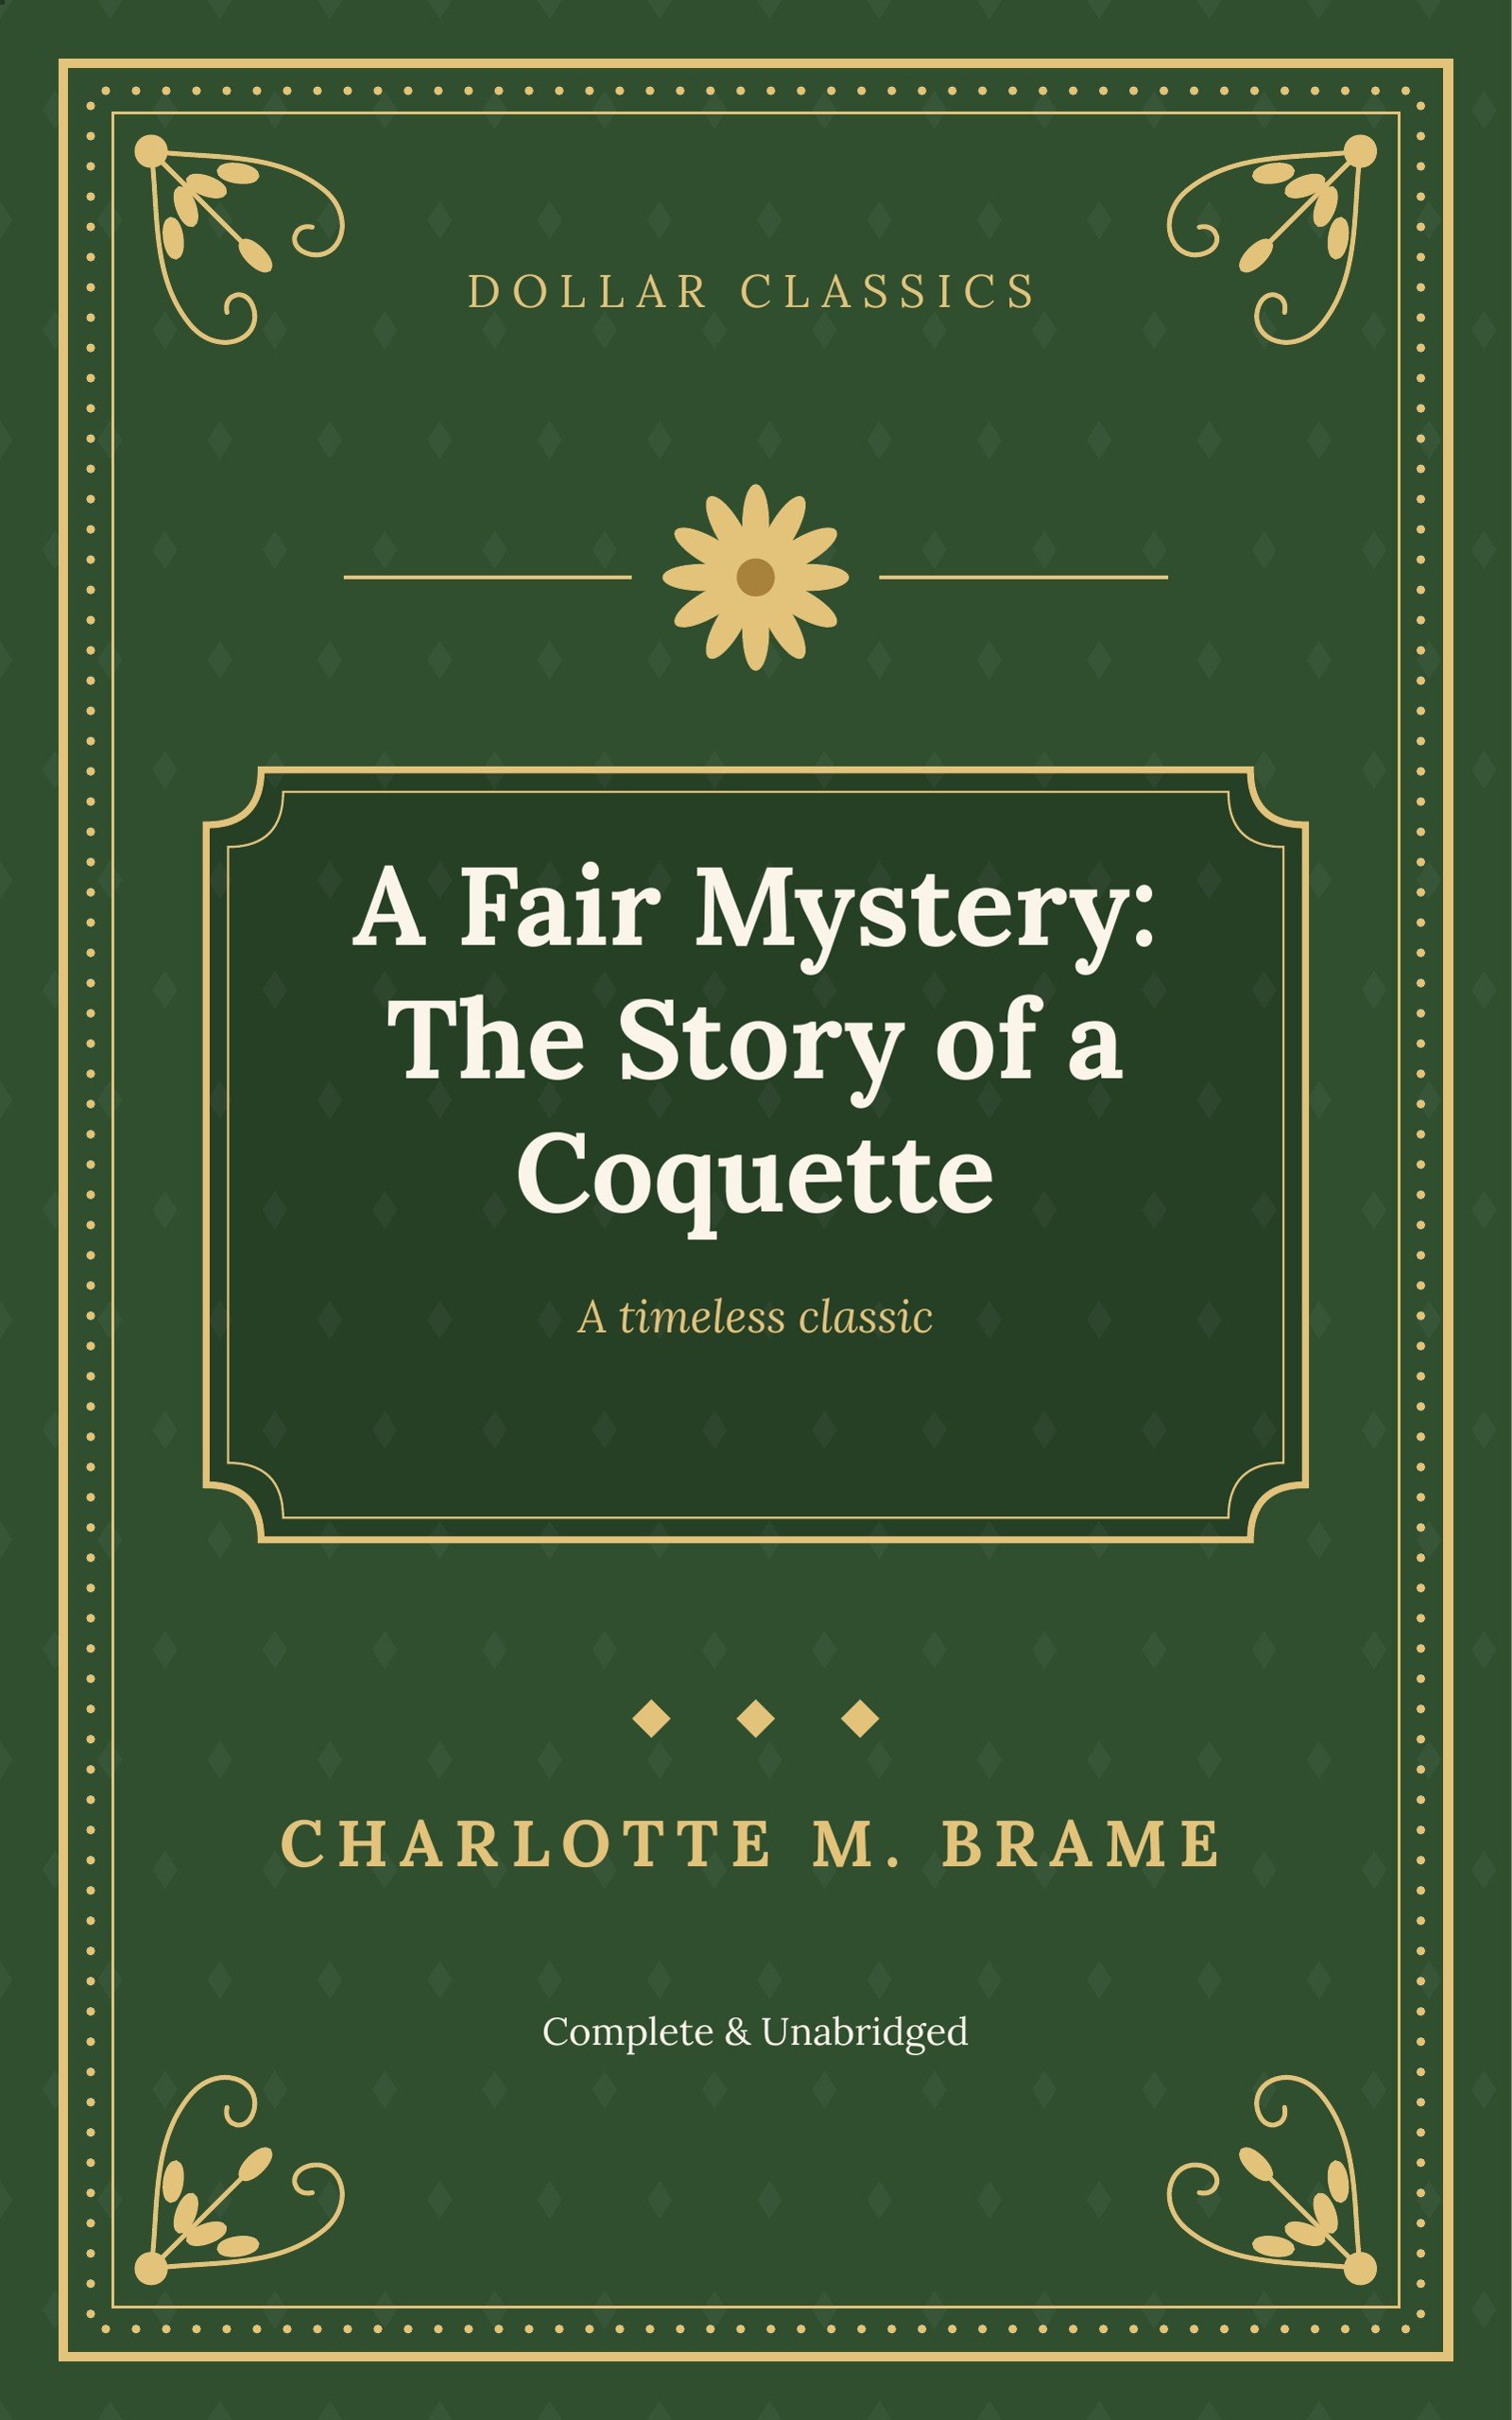 DOLLAR CLASSICS
A Fair Mystery:
The Story of a
Coquette
A timeless classic
CHARLOTTE M. BRAME
Complete & Unabridged